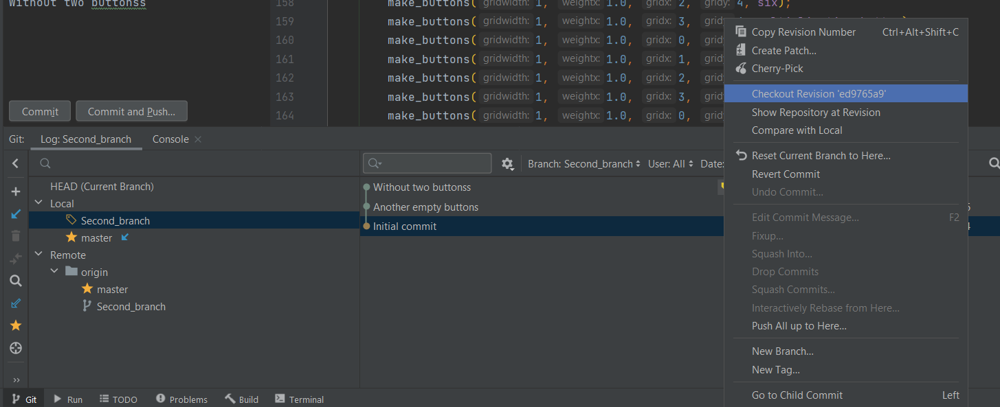 Without two buttonss
158 make_buttons( gridwidth: 1, weightx: 1.0, gridx: 2, gridy: 4, six);
159 make_buttons( gridwidth: 1, weightx: 1.0, gridx: 3,
160 make_buttons( gridwidth: 1, weightx: 1.0, gridx: 0,
161 make_buttons( gridwidth: 1, weightx: 1.0, gridx: 1,
162 make_buttons( gridwidth: 1, weightx: 1.0, gridx: 2,
163 make_buttons( gridwidth: 1, weightx: 1.0, gridx: 3,
164 make_buttons( gridwidth: 1, weightx: 1.0, gridx: 0,
Commit
Commit and Push...
Git:
Log: Second_branch
Console
Branch: Second_branch
User: All
Date:
HEAD (Current Branch)
Local
Second_branch
master
Remote
origin
master
Second_branch
Without two buttonss
Another empty buttons
Initial commit
Copy Revision Number Ctrl+Alt+Shift+C
Create Patch...
Cherry-Pick
Checkout Revision 'ed9765a9'
Show Repository at Revision
Compare with Local
Reset Current Branch to Here...
Revert Commit
Undo Commit...
Edit Commit Message... F2
Fixup...
Squash Into...
Drop Commits
Squash Commits...
Interactively Rebase from Here...
Push All up to Here...
New Branch...
New Tag...
Go to Child Commit Left
Git
Run
TODO
Problems
Build
Terminal